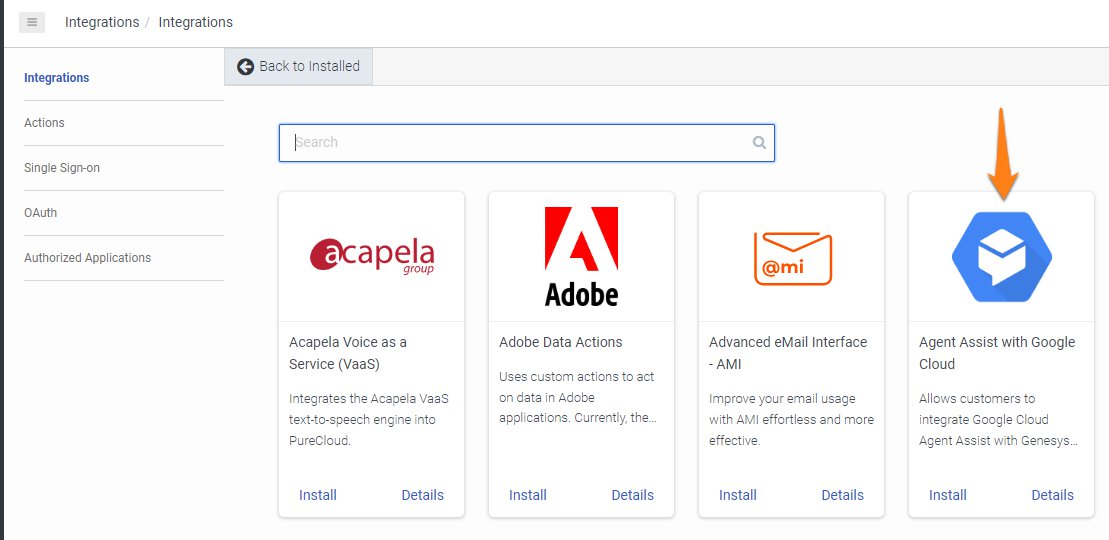 Integrations / Integrations
Integrations
Actions
Single Sign-on
OAuth
Authorized Applications
Back to Installed
Search
acapela
group
Acapela Voice as a
Service (VaaS)
Integrates the Acapela VaaS
text-to-speech engine into
PureCloud.
Install Details
Adobe
Adobe Data Actions
Uses custom actions to act
on data in Adobe
applications. Currently, the...
Install Details
@mi
Advanced eMail Interface
- AMI
Improve your email usage
with AMI effortless and more
effective.
Install Details
Agent Assist with Google
Cloud
Allows customers to
integrate Google Cloud
Agent Assist with Genesys...
Install Details